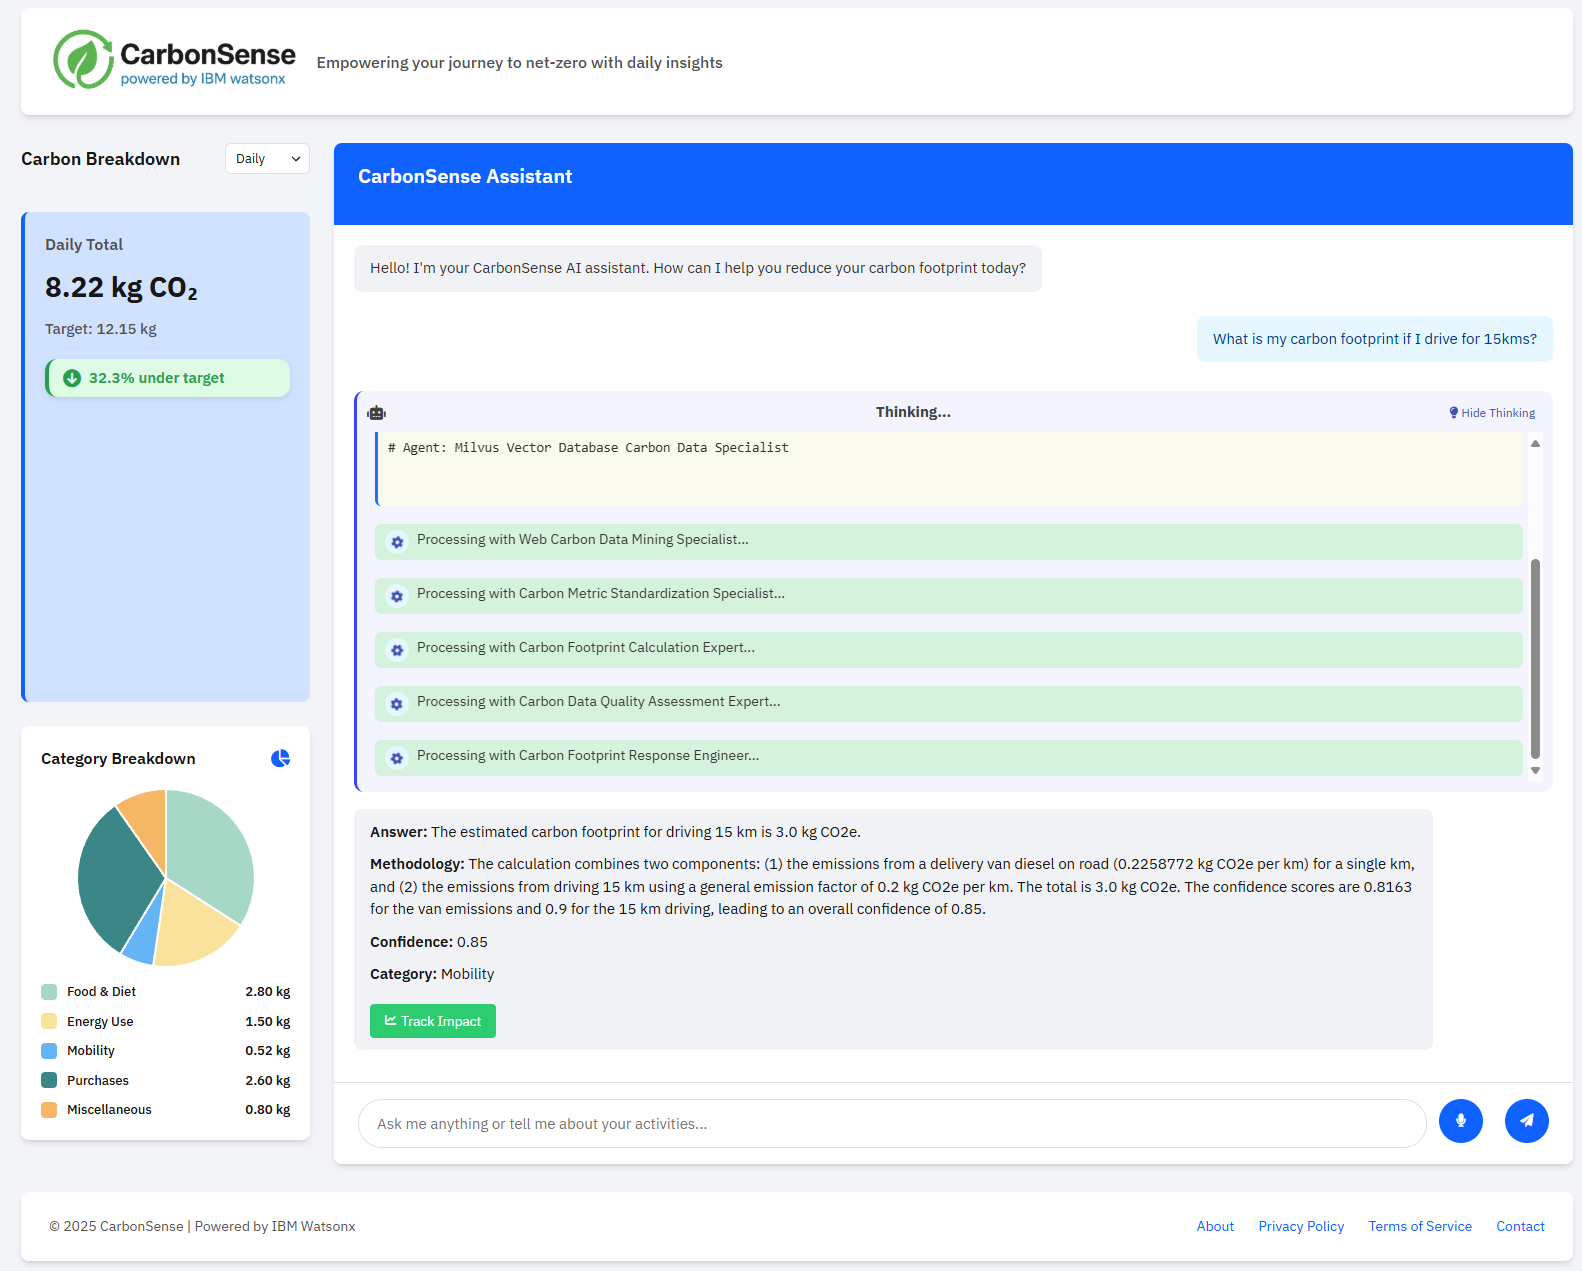 CarbonSense
powered by IBM watsonx
Empowering your journey to net-zero with daily insights
Carbon Breakdown
Daily
Daily Total
8.22 kg CO₂
Target: 12.15 kg
32.3% under target
Category Breakdown
Food & Diet 2.80 kg
Energy Use 1.50 kg
Mobility 0.52 kg
Purchases 2.60 kg
Miscellaneous 0.80 kg
CarbonSense Assistant
Hello! I'm your CarbonSense AI assistant. How can I help you reduce your carbon footprint today?
What is my carbon footprint if I drive for 15kms?
Thinking...
Hide Thinking
# Agent: Milvus Vector Database Carbon Data Specialist
Processing with Web Carbon Data Mining Specialist...
Processing with Carbon Metric Standardization Specialist...
Processing with Carbon Footprint Calculation Expert...
Processing with Carbon Data Quality Assessment Expert...
Processing with Carbon Footprint Response Engineer...
Answer: The estimated carbon footprint for driving 15 km is 3.0 kg CO2e.
Methodology: The calculation combines two components: (1) the emissions from a delivery van diesel on road (0.2258772 kg CO2e per km) for a single km,
and (2) the emissions from driving 15 km using a general emission factor of 0.2 kg CO2e per km. The total is 3.0 kg CO2e. The confidence scores are 0.8163
for the van emissions and 0.9 for the 15 km driving, leading to an overall confidence of 0.85.
Confidence: 0.85
Category: Mobility
Track Impact
Ask me anything or tell me about your activities...
© 2025 CarbonSense | Powered by IBM Watsonx
About Privacy Policy Terms of Service Contact